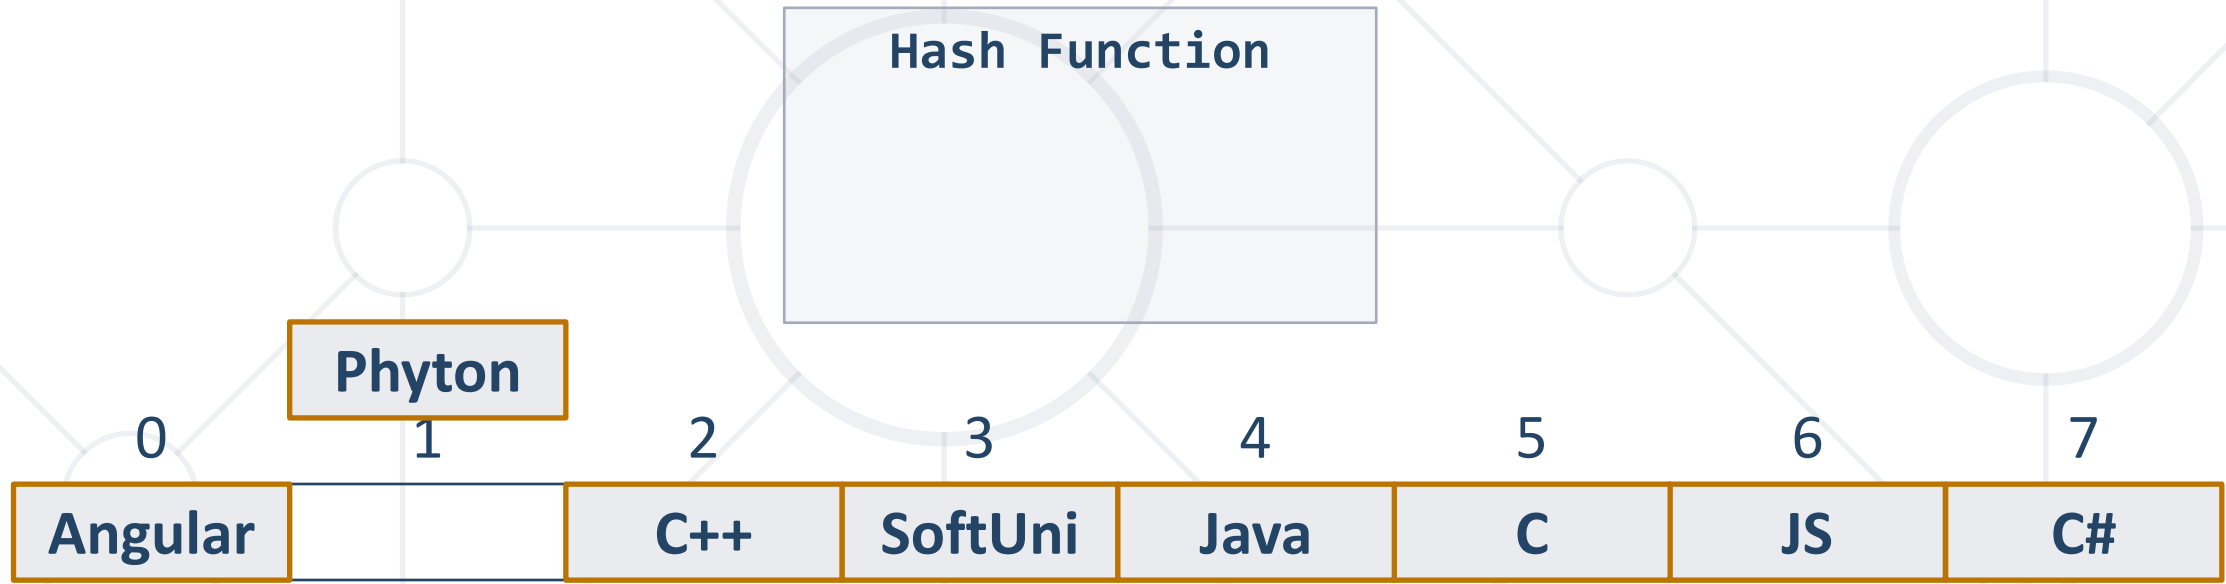 Hash Function
Phyton
0 1 2 3 4 5 6 7
Angular C++ SoftUni Java C JS C#